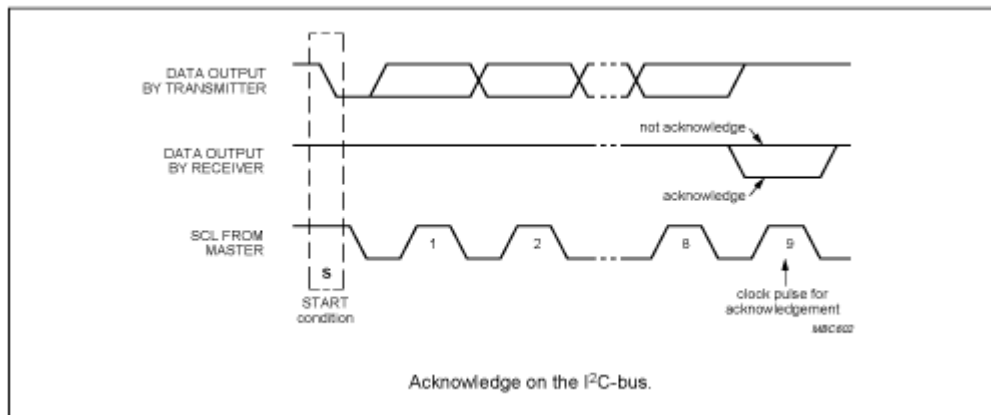 DATA OUTPUT
BY TRANSMITTER
not acknowledge
DATA OUTPUT
BY RECEIVER
acknowledge
SCL FROM
MASTER
1
2
8
9
S
START
condition
clock pulse for
acknowledgement
MBC602
Acknowledge on the I²C-bus.